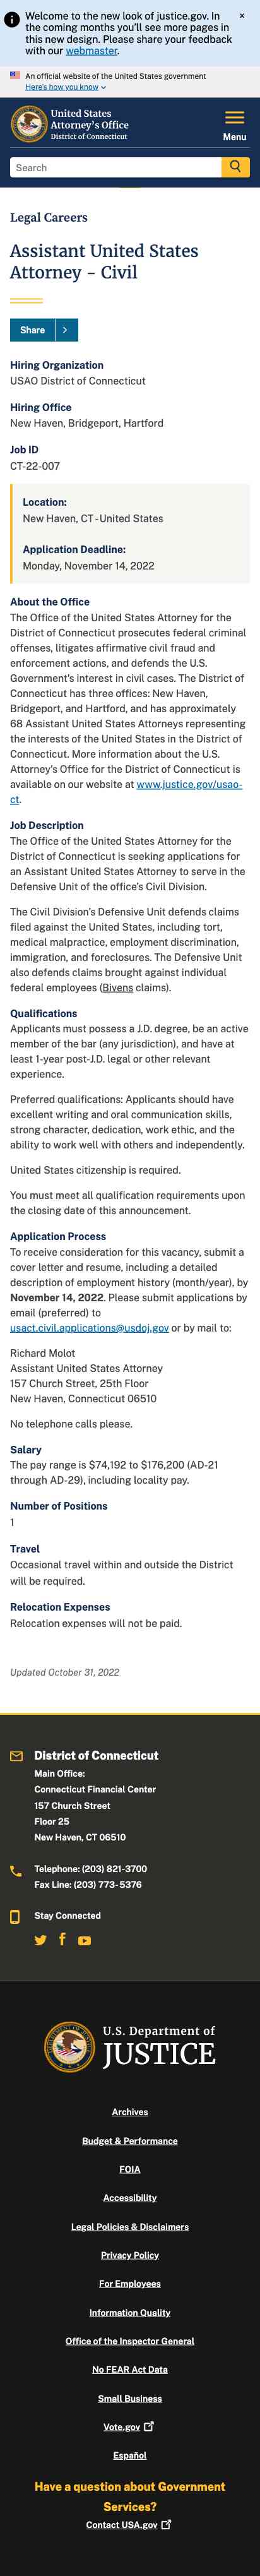 Welcome to the new look of justice.gov. In
the coming months you'll see more pages in
this new design. Please share your feedback
with our webmaster.
×
An official website of the United States government
Here's how you know
United States
Attorney's Office
District of Connecticut
Menu
Search
Legal Careers
Assistant United States
Attorney - Civil
Share
Hiring Organization
USAO District of Connecticut
Hiring Office
New Haven, Bridgeport, Hartford
Job ID
CT-22-007
Location:
New Haven, CT - United States
Application Deadline:
Monday, November 14, 2022
About the Office
The Office of the United States Attorney for the
District of Connecticut prosecutes federal criminal
offenses, litigates affirmative civil fraud and
enforcement actions, and defends the U.S.
Government's interest in civil cases. The District of
Connecticut has three offices: New Haven,
Bridgeport, and Hartford, and has approximately
68 Assistant United States Attorneys representing
the interests of the United States in the District of
Connecticut. More information about the U.S.
Attorney's Office for the District of Connecticut is
available on our website at www.justice.gov/usao-
ct.
Job Description
The Office of the United States Attorney for the
District of Connecticut is seeking applications for
an Assistant United States Attorney to serve in the
Defensive Unit of the office's Civil Division.
The Civil Division's Defensive Unit defends claims
filed against the United States, including tort,
medical malpractice, employment discrimination,
immigration, and foreclosures. The Defensive Unit
also defends claims brought against individual
federal employees (Bivens claims).
Qualifications
Applicants must possess a J.D. degree, be an active
member of the bar (any jurisdiction), and have at
least 1-year post-J.D. legal or other relevant
experience.
Preferred qualifications: Applicants should have
excellent writing and oral communication skills,
strong character, dedication, work ethic, and the
ability to work well with others and independently.
United States citizenship is required.
You must meet all qualification requirements upon
the closing date of this announcement.
Application Process
To receive consideration for this vacancy, submit a
cover letter and resume, including a detailed
description of employment history (month/year), by
November 14, 2022. Please submit applications by
email (preferred) to
usact.civil.applications@usdoj.gov or by mail to:
Richard Molot
Assistant United States Attorney
157 Church Street, 25th Floor
New Haven, Connecticut 06510
No telephone calls please.
Salary
The pay range is $74,192 to $176,200 (AD-21
through AD-29), including locality pay.
Number of Positions
1
Travel
Occasional travel within and outside the District
will be required.
Relocation Expenses
Relocation expenses will not be paid.
Updated October 31, 2022
District of Connecticut
Main Office:
Connecticut Financial Center
157 Church Street
Floor 25
New Haven, CT 06510
Telephone: (203) 821-3700
Fax Line: (203) 773- 5376
Stay Connected
U.S. Department of
JUSTICE
Archives
Budget & Performance
FOIA
Accessibility
Legal Policies & Disclaimers
Privacy Policy
For Employees
Information Quality
Office of the Inspector General
No FEAR Act Data
Small Business
Vote.gov
Español
Have a question about Government
Services?
Contact USA.gov